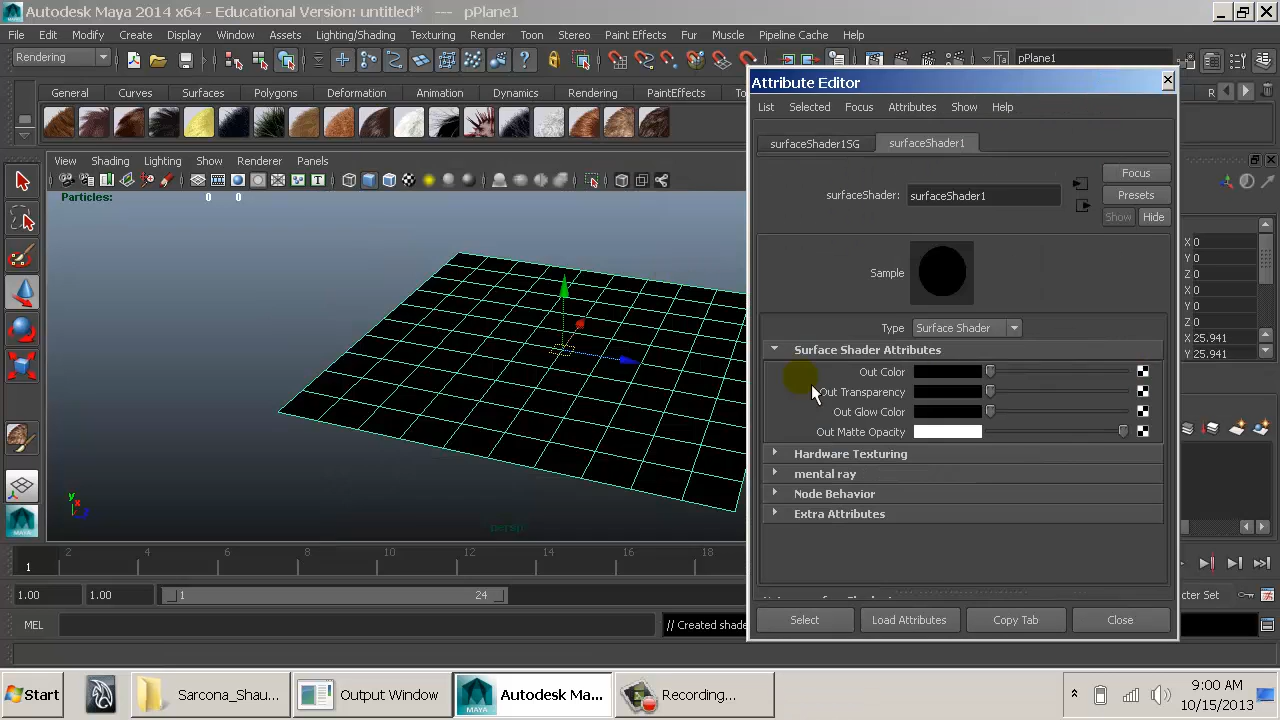 Autodesk Maya 2014 x64 - Educational Version: untitled* --- pPlane1
File Edit Modify Create Display Window Assets Lighting/Shading Texturing Render Toon Stereo Paint Effects Fur Muscle Pipeline Cache Help
Rendering
pPlane1
General Curves Surfaces Polygons Deformation Animation Dynamics Rendering PaintEffects To
R
View Shading Lighting Show Renderer Panels
Particles: 0 0
Attribute Editor
List Selected Focus Attributes Show Help
surfaceShader1SG surfaceShader1
Focus
surfaceShader: surfaceShader1
Presets
Show Hide
Sample
Type Surface Shader
Surface Shader Attributes
Out Color
Out Transparency
Out Glow Color
Out Matte Opacity
Hardware Texturing
mental ray
Node Behavior
Extra Attributes
Select Load Attributes Copy Tab Close
X 0
Y 0
Z 0
X 0
Y 0
Z 0
X 25.941
Y 25.941
y
x
z
persp
2 4 6 8 10 12 14 16 18
1
1.00 1.00 1 24
cter Set
MEL
// Created shade
MAYA
Start Sarcona_Shau... Output Window Autodesk Ma... Recording...
9:00 AM
10/15/2013